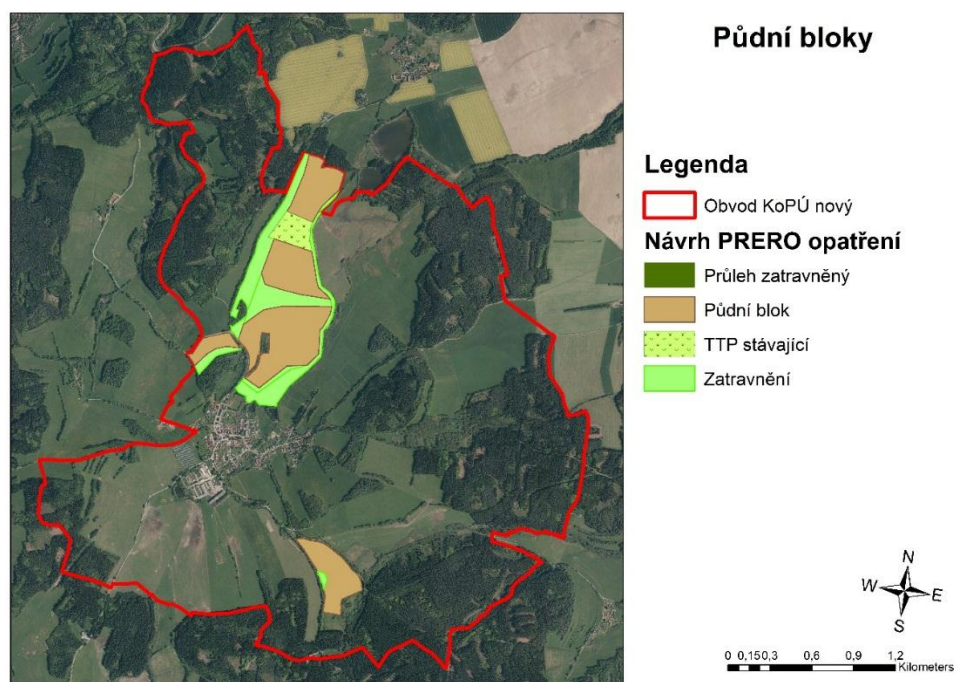 Půdní bloky
Legenda
Obvod KoPÚ nový
Návrh PRERO opatření
Průleh zatravněný
Půdní blok
TTP stávající
Zatravnění
N
W E
S
0 0,150,3 0,6 0,9 1,2
Kilometers